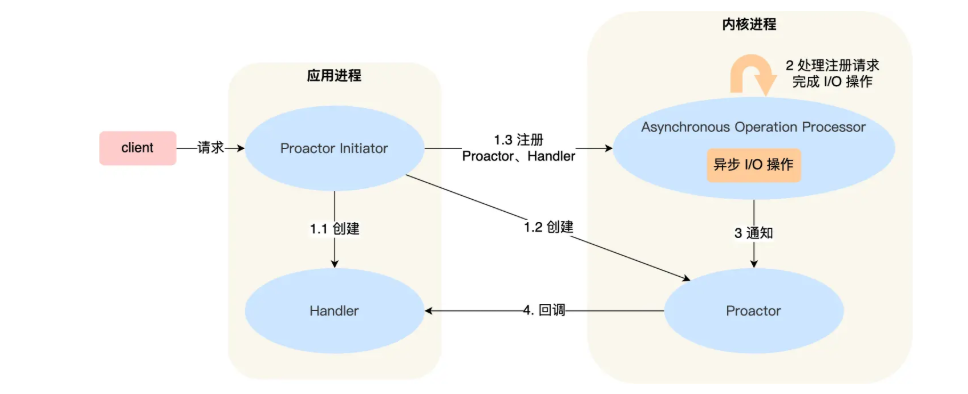 内核进程
应用进程
2 处理注册请求
完成 I/O 操作
client
请求
Proactor Initiator
1.3 注册
Proactor、Handler
Asynchronous Operation Processor
异步 I/O 操作
1.1 创建
1.2 创建
3 通知
Handler
4. 回调
Proactor